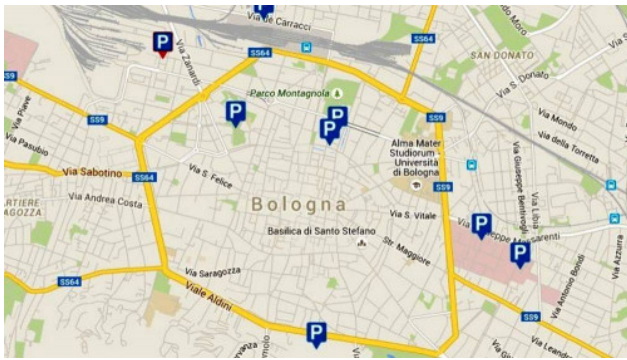 Via de Carracci
P
P
SS64
SAN DONATO
Via Zanardi
SS64
SS9
Via Piave
Parco Montagnola
Via S. Donato
P
P
P
SS9
SS9
Via Mondo
Via della Torretta
Via Pasubio
Alma Mater
Studiorum -
Università
di Bologna
Via Giuseppe Bentivogli
Via Libia
Via Sabotino
SS64
Via S. Felice
Via Andrea Costa
Bologna
Via S. Vitale
P
Basilica di Santo Stefano
Str. Maggiore
P
Via Azzurra
Via Saragozza
Via Antonio Bondi
SS64
Viale Aldini
SS9
P
Via Leandro